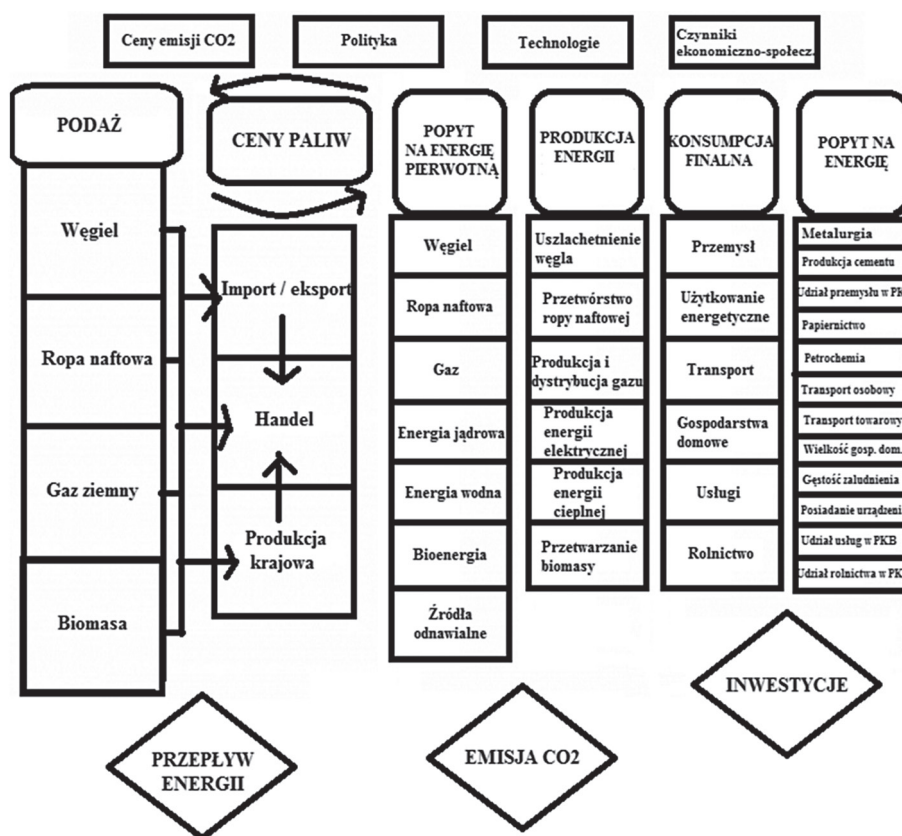 Ceny emisji CO2
Polityka
Technologie
Czynniki
ekonomiczno-społecz.
PODAŻ
Węgiel
Ropa naftowa
Gaz ziemny
Biomasa
CENY PALIW
Import / eksport
Handel
Produkcja
krajowa
POPYT
NA ENERGIĘ
PIERWOTNĄ
Węgiel
Ropa naftowa
Gaz
Energia jądrowa
Energia wodna
Bioenergia
Źródła
odnawialne
PRODUKCJA
ENERGII
Uszlachetnienie
węgla
Przetwórstwo
ropy naftowej
Produkcja i
dystrybucja gazu
Produkcja
energii
elektrycznej
Produkcja
energii
cieplnej
Przetwarzanie
biomasy
KONSUMPCJA
FINALNA
Przemysł
Użytkowanie
energetyczne
Transport
Gospodarstwa
domowe
Usługi
Rolnictwo
POPYT NA
ENERGIĘ
Metalurgia
Produkcja cementu
Udział przemysłu w PK
Papiernictwo
Petrochemia
Transport osobowy
Transport towarowy
Wielkość gosp. dom.
Gęstość zaludnienia
Posiadanie urządzeni
Udział usług w PKB
Udział rolnictwa w PK
PRZEPŁYW
ENERGII
EMISJA CO2
INWESTYCJE